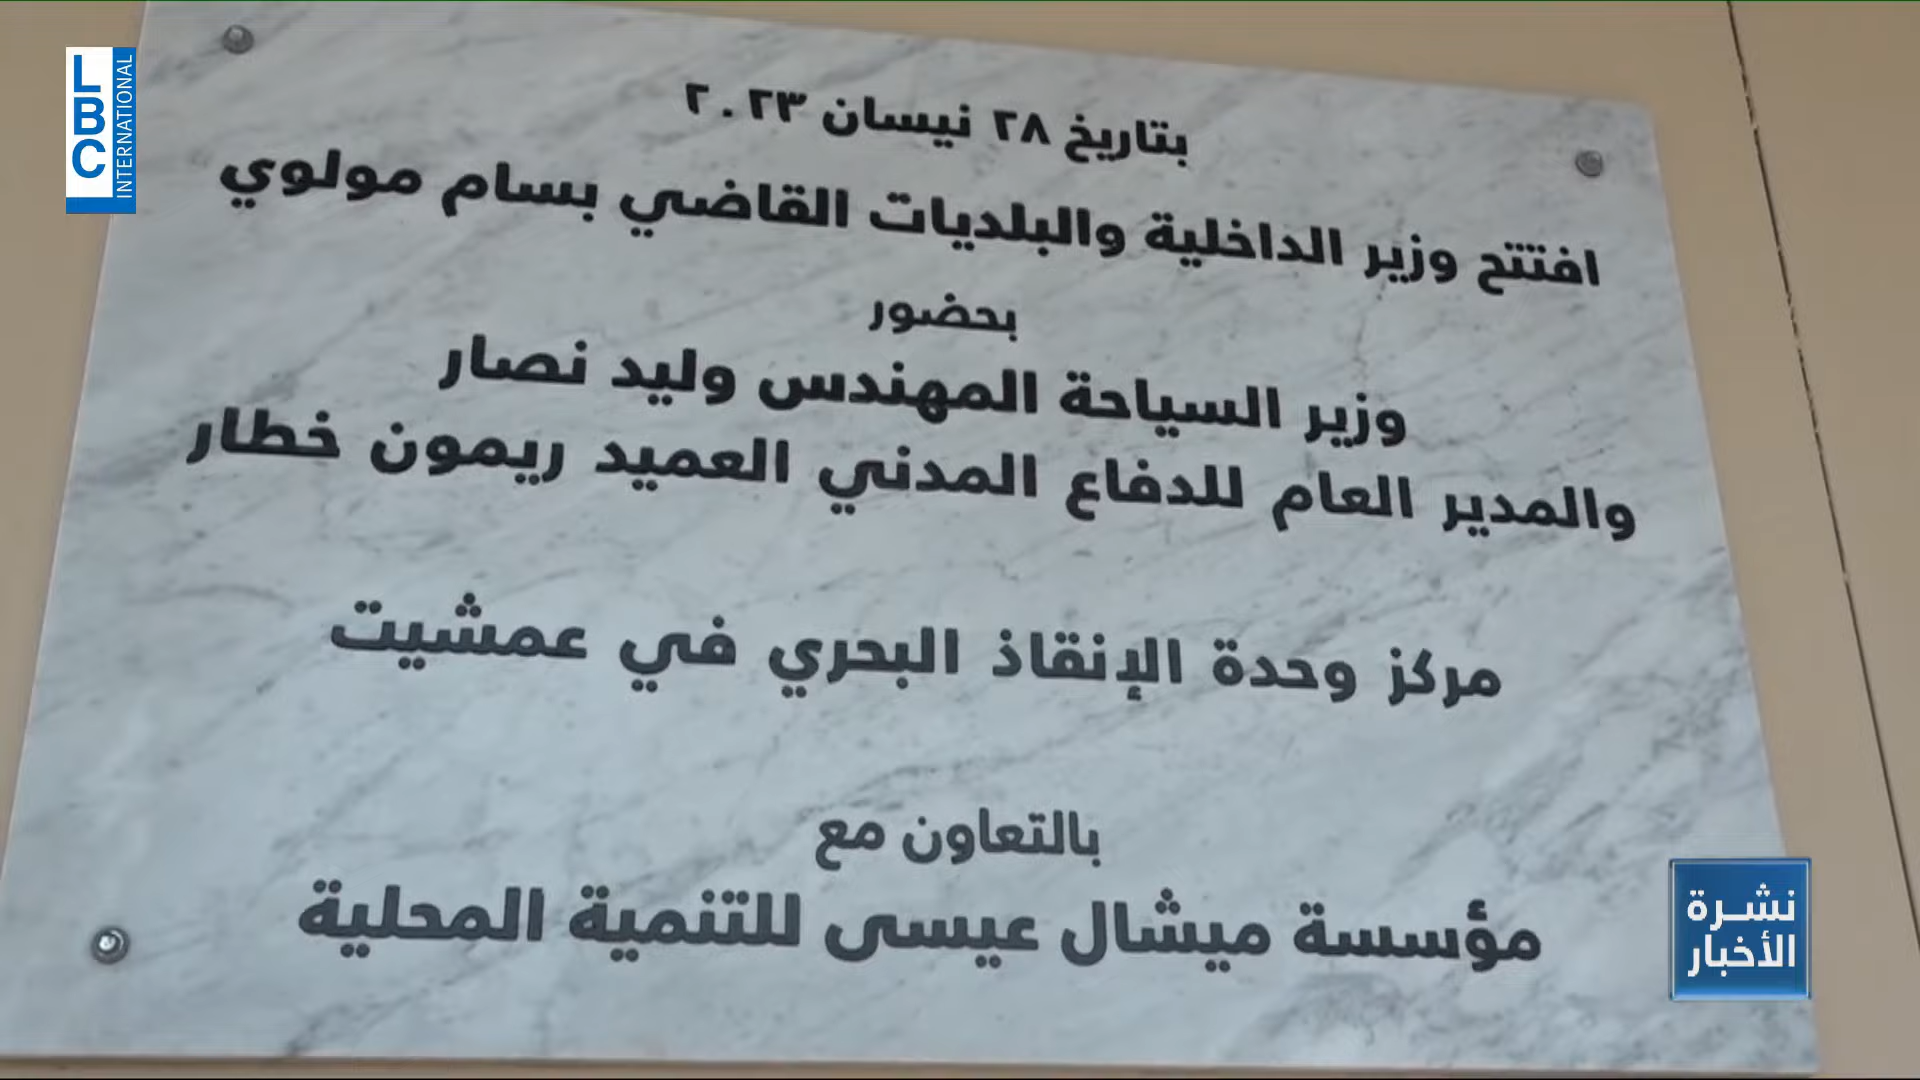 LBC
INTERNATIONAL
بتاريخ ٢٨ نيسان ٢٠٢٣
افتتح وزير الداخلية والبلديات القاضي بسام مولوي
بحضور
وزير السياحة المهندس وليد نصار
والمدير العام للدفاع المدني العميد ريمون خطار
مركز وحدة الإنقاذ البحري في عمشيت
بالتعاون مع
مؤسسة ميشال عيسى للتنمية المحلية
نشرة
الأخبار